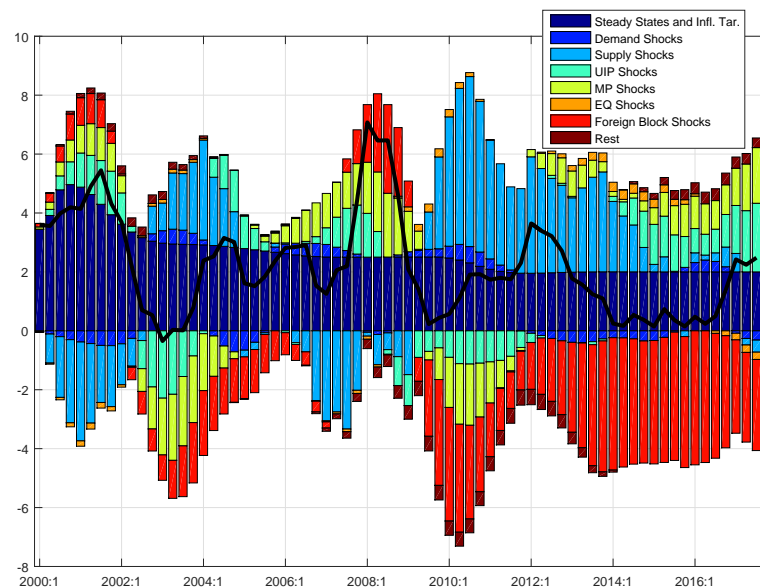 Steady States and Infl. Tar.
Demand Shocks
Supply Shocks
UIP Shocks
MP Shocks
EQ Shocks
Foreign Block Shocks
Rest
10
8
6
4
2
0
-2
-4
-6
-8
2000:1 2002:1 2004:1 2006:1 2008:1 2010:1 2012:1 2014:1 2016:1